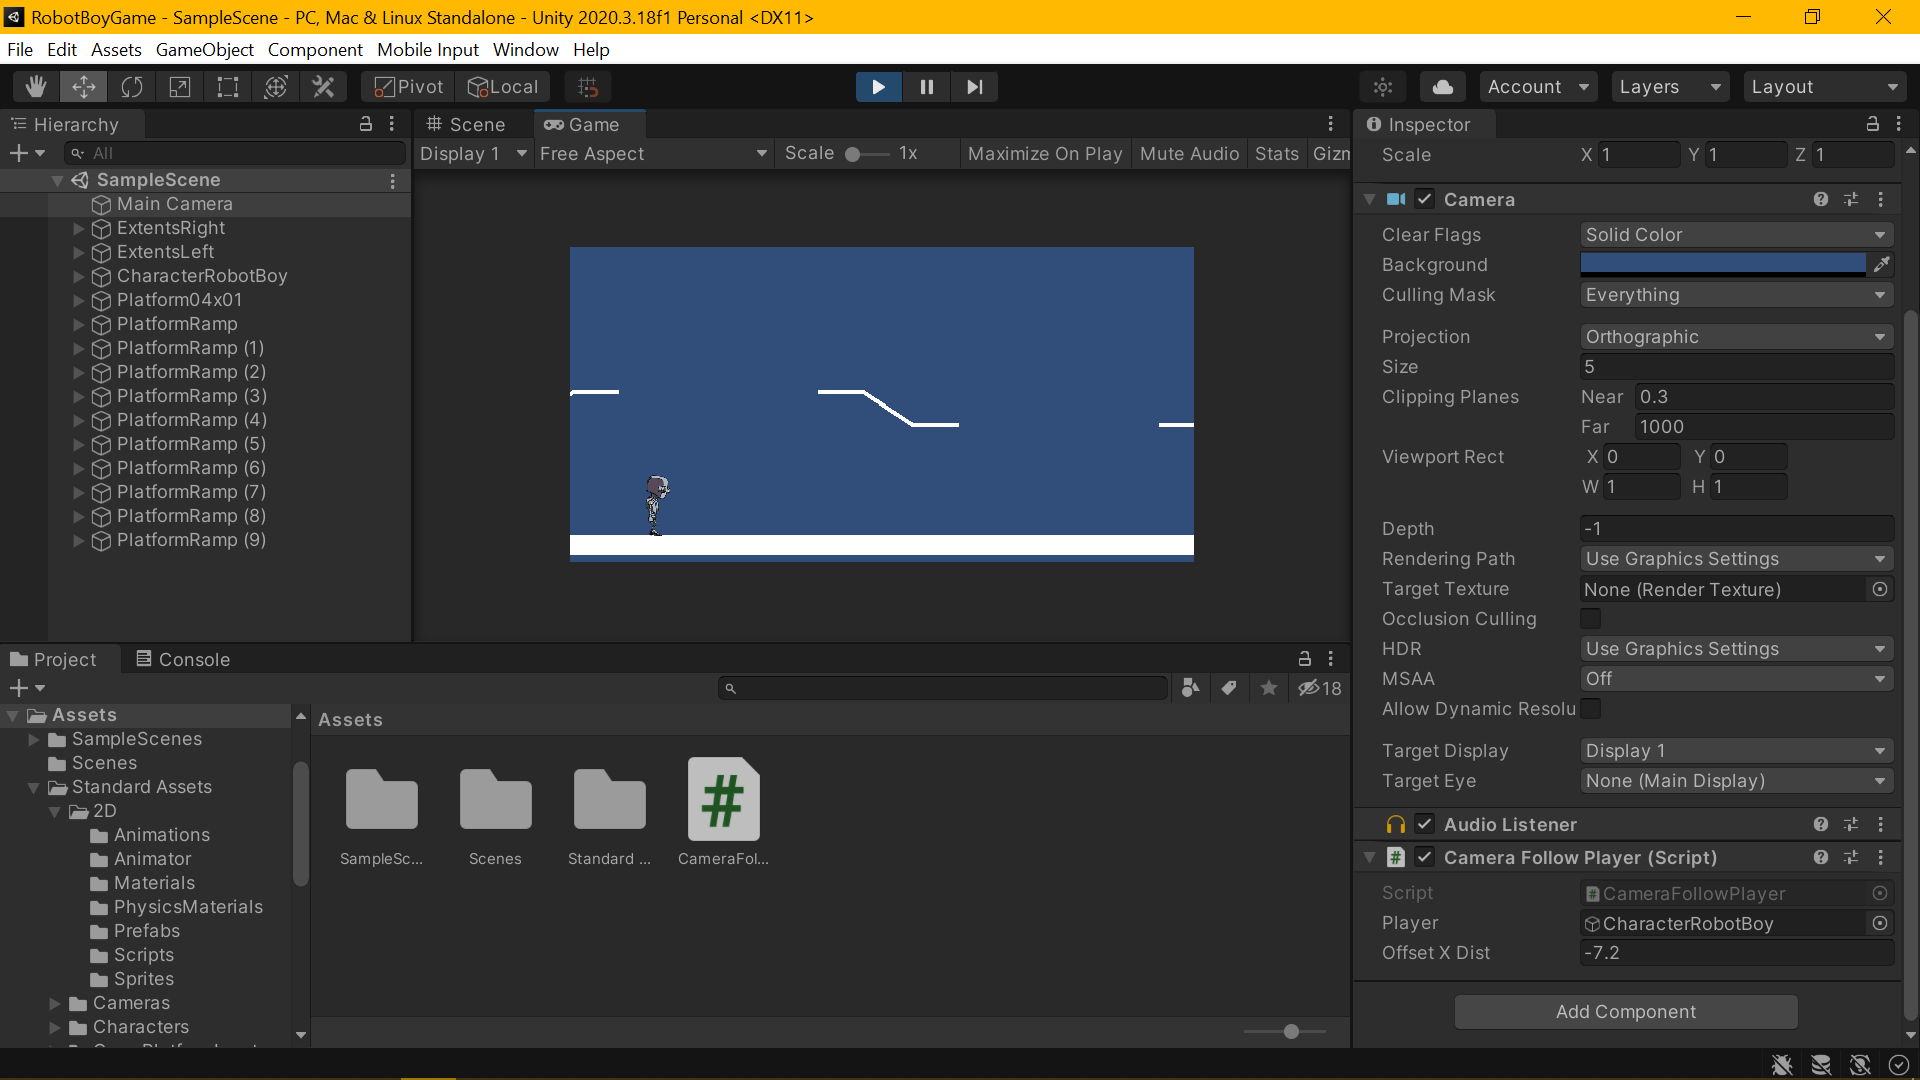 RobotBoyGame - SampleScene - PC, Mac & Linux Standalone - Unity 2020.3.18f1 Personal <DX11>
File Edit Assets GameObject Component Mobile Input Window Help
Pivot Local Account Layers Layout
Hierarchy
All
SampleScene
Main Camera
ExtentsRight
ExtentsLeft
CharacterRobotBoy
Platform04x01
PlatformRamp
PlatformRamp (1)
PlatformRamp (2)
PlatformRamp (3)
PlatformRamp (4)
PlatformRamp (5)
PlatformRamp (6)
PlatformRamp (7)
PlatformRamp (8)
PlatformRamp (9)
Scene Game
Display 1 Free Aspect Scale 1x Maximize On Play Mute Audio Stats Gizm
Inspector
Scale X 1 Y 1 Z 1
Camera
Clear Flags Solid Color
Background
Culling Mask Everything
Projection Orthographic
Size 5
Clipping Planes Near 0.3
Far 1000
Viewport Rect X 0 Y 0
W 1 H 1
Depth -1
Rendering Path Use Graphics Settings
Target Texture None (Render Texture)
Occlusion Culling
HDR Use Graphics Settings
MSAA Off
Allow Dynamic Resolu
Target Display Display 1
Target Eye None (Main Display)
Audio Listener
# Camera Follow Player (Script)
Script # CameraFollowPlayer
Player CharacterRobotBoy
Offset X Dist -7.2
Add Component
Project Console
18
Assets
SampleScenes
Scenes
Standard Assets
2D
Animations
Animator
Materials
PhysicsMaterials
Prefabs
Scripts
Sprites
Cameras
Characters
Assets
#
SampleSc... Scenes Standard ... CameraFol...